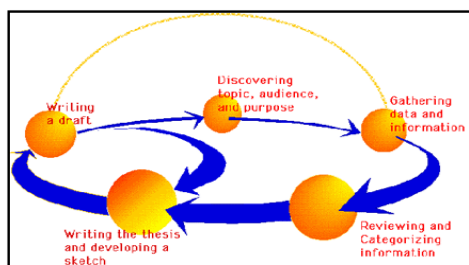 Writing
a draft
Discovering
topic, audience,
and purpose
Gathering
data and
information
Writing the thesis
and developing a
sketch
Reviewing and
Categorizing
information